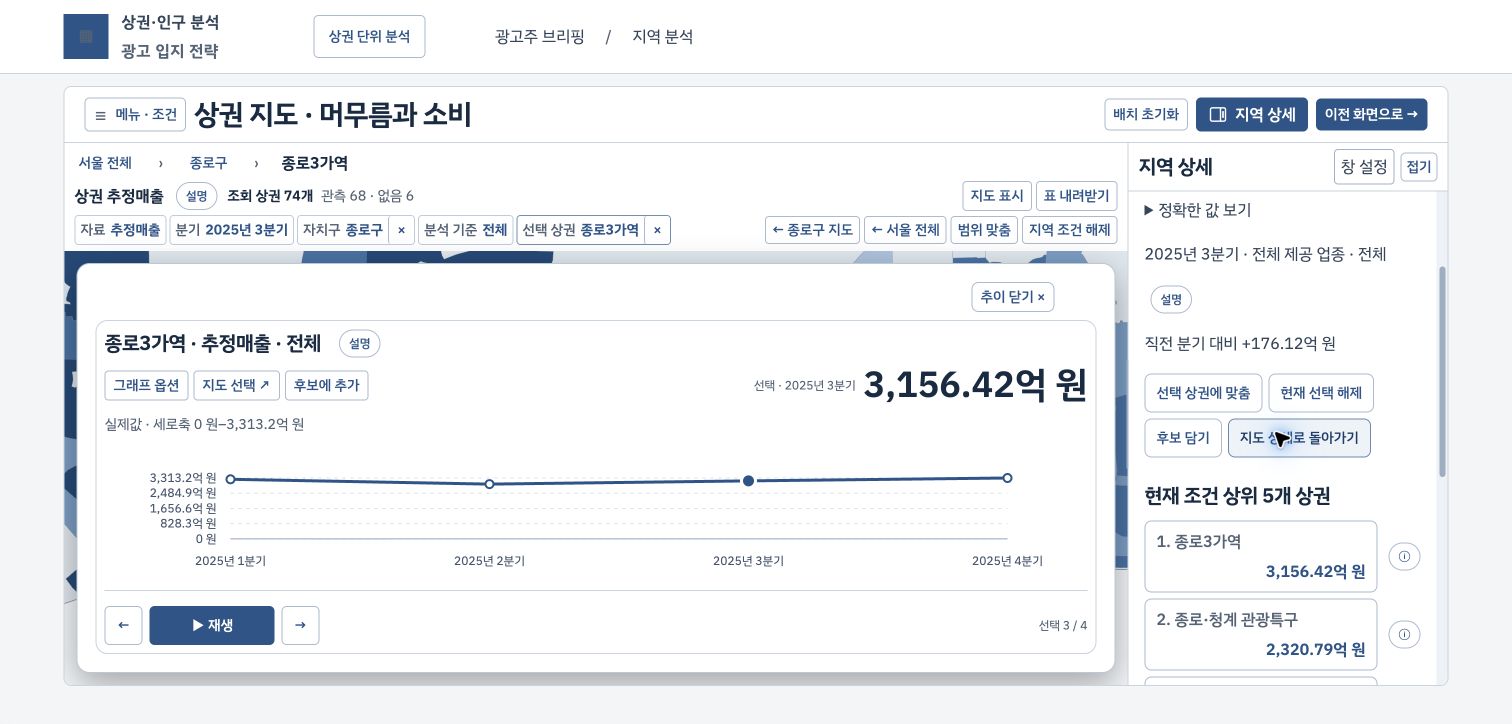 상권·인구 분석
광고 입지 전략
상권 단위 분석
광고주 브리핑 / 지역 분석
≡ 메뉴 · 조건
상권 지도 · 머무름과 소비
배치 초기화
지역 상세
이전 화면으로 →
서울 전체 › 종로구 › 종로3가역
상권 추정매출 설명 조회 상권 74개 관측 68 · 없음 6
지도 표시 표 내려받기
자료 추정매출 분기 2025년 3분기 자치구 종로구 × 분석 기준 전체 선택 상권 종로3가역 ×
← 종로구 지도 ← 서울 전체 범위 맞춤 지역 조건 해제
추이 닫기 ×
종로3가역 · 추정매출 · 전체 설명
그래프 옵션 지도 선택 ↗ 후보에 추가
선택 · 2025년 3분기 3,156.42억 원
실제값 · 세로축 0 원–3,313.2억 원
3,313.2억 원
2,484.9억 원
1,656.6억 원
828.3억 원
0 원
2025년 1분기 2025년 2분기 2025년 3분기 2025년 4분기
← ▶ 재생 →
선택 3 / 4
지역 상세 창 설정 접기
▶ 정확한 값 보기
2025년 3분기 · 전체 제공 업종 · 전체
설명
직전 분기 대비 +176.12억 원
선택 상권에 맞춤 현재 선택 해제
후보 담기 지도 상세로 돌아가기
현재 조건 상위 5개 상권
1. 종로3가역
3,156.42억 원
ⓘ
2. 종로·청계 관광특구
2,320.79억 원
ⓘ